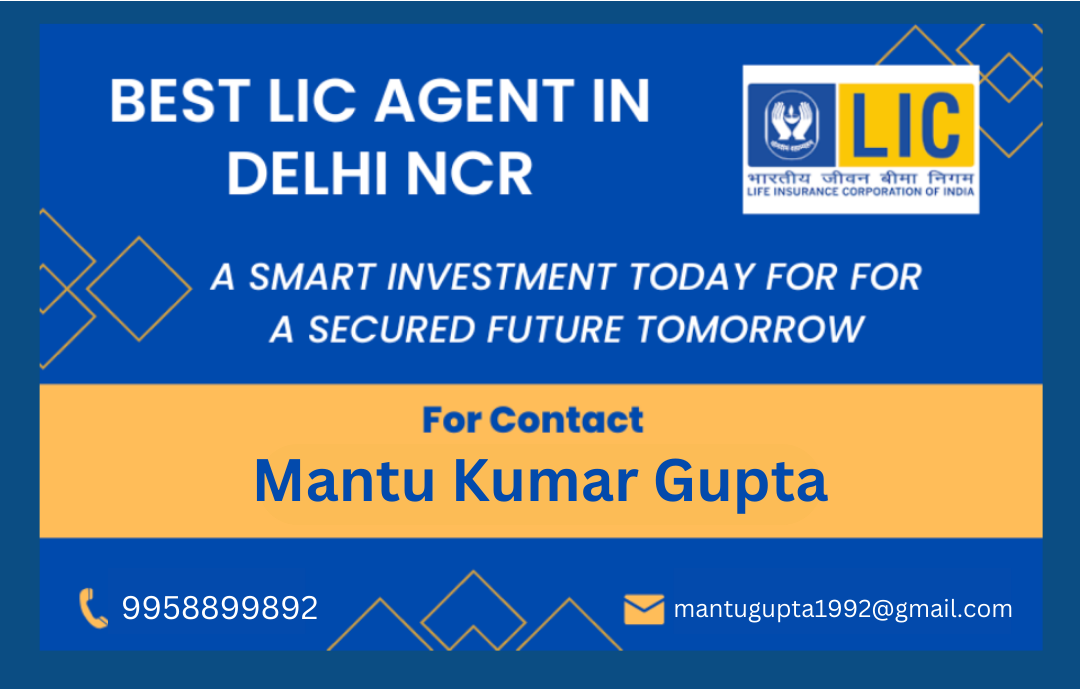 BEST LIC AGENT IN
DELHI NCR
LIC
भारतीय जीवन बीमा निगम
LIFE INSURANCE CORPORATION OF INDIA
A SMART INVESTMENT TODAY FOR FOR
A SECURED FUTURE TOMORROW
For Contact
Mantu Kumar Gupta
9958899892
mantugupta1992@gmail.com